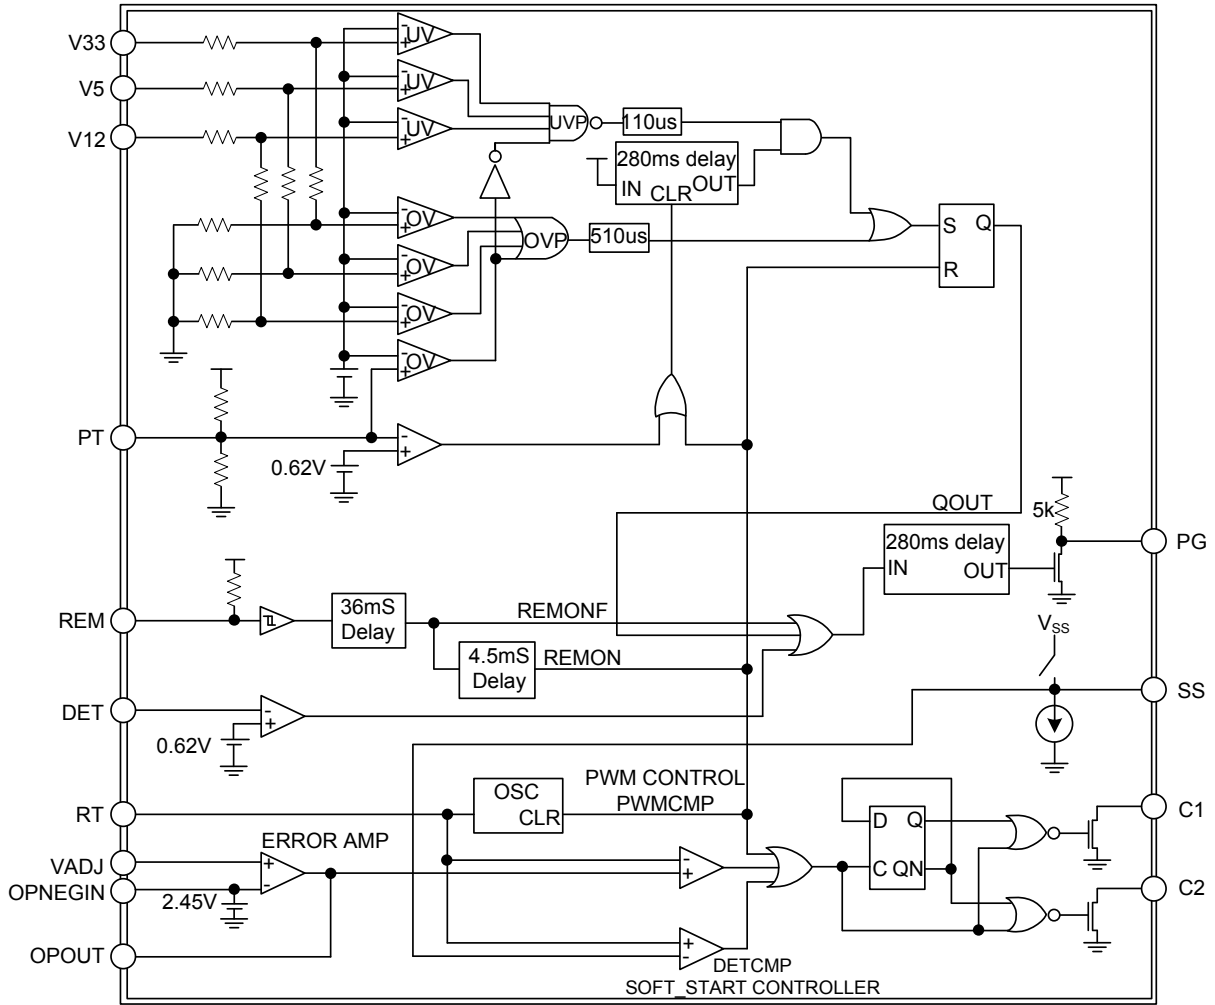 V33
UV
V5
UV
V12
UV
UVP
110us
280ms delay
IN
CLR
OUT
OV
OVP
510us
S
Q
R
OV
OV
OV
PT
0.62V
QOUT
5k
PG
280ms delay
IN
OUT
REM
36mS
Delay
REMONF
4.5mS
Delay
REMON
VSS
SS
DET
0.62V
RT
OSC
CLR
PWM CONTROL
PWMCMP
D
Q
C
QN
C1
C2
ERROR AMP
VADJ
OPNEGIN
2.45V
OPOUT
DETCMP
SOFT_START CONTROLLER
- + - + - + - + - + - + - + - + - + + - - + + -